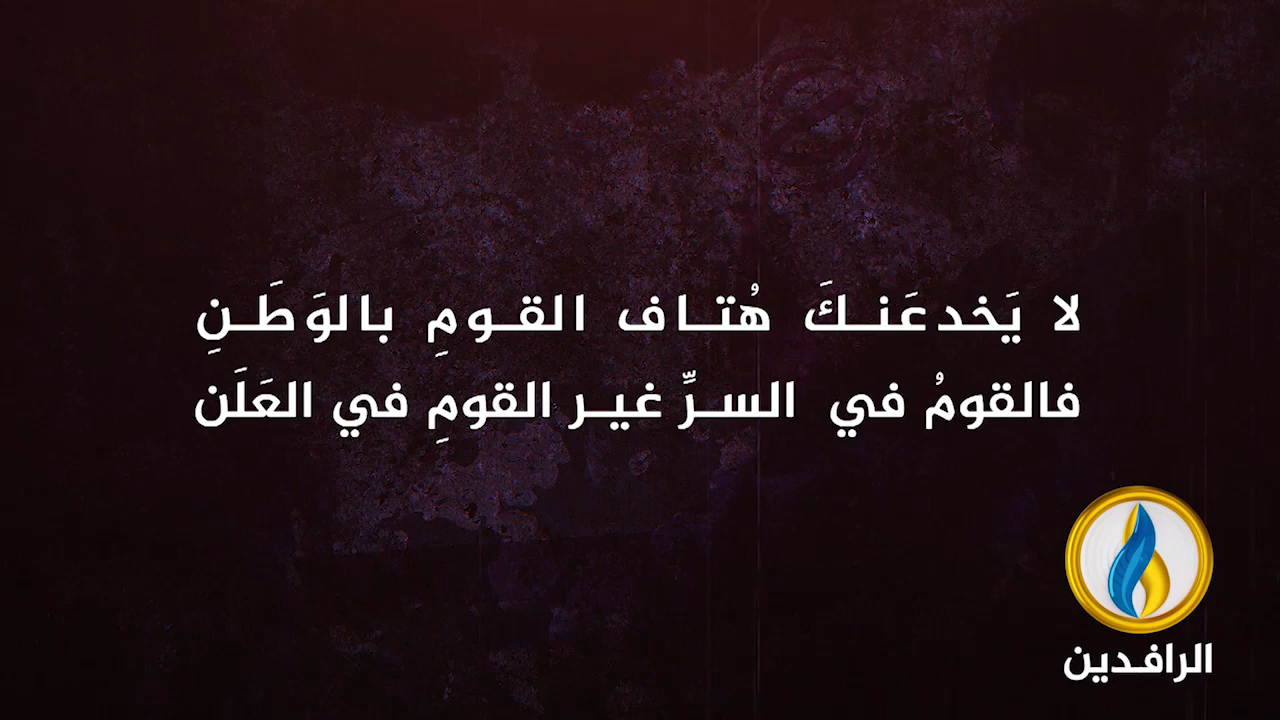 لا يَخدعَنكَ هُتاف القومِ بالوَطَنِ
فالقومُ في السرِّ غير القومِ في العَلَن
الرافدين